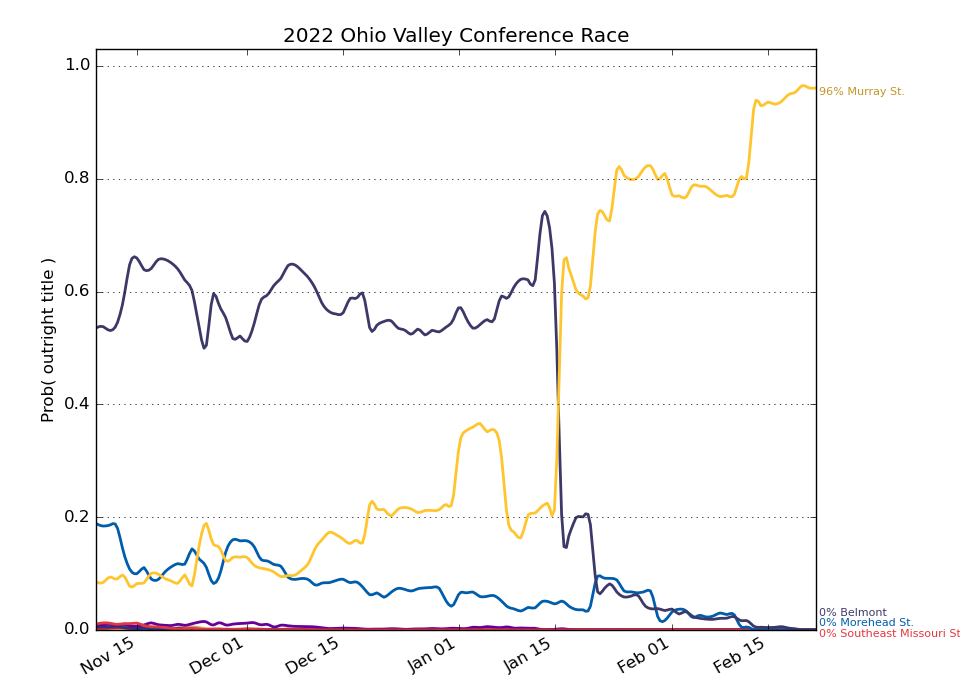 2022 Ohio Valley Conference Race
1.0
96% Murray St.
0.8
0.6
Prob( outright title )
0.4
0.2
0% Belmont
0% Morehead St.
0.0
0% Southeast Missouri St
Nov 15
Dec 01
Dec 15
Jan 01
Jan 15
Feb 01
Feb 15